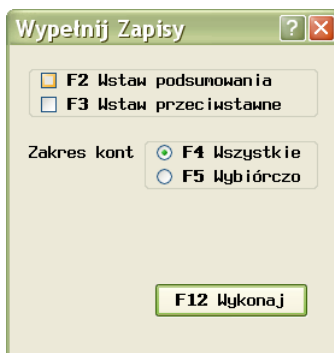 Wypełnij Zapisy
F2 Wstaw podsumowania
F3 Wstaw przeciwstawne
Zakres kont F4 Wszystkie
F5 Wybiórczo
F12 Wykonaj